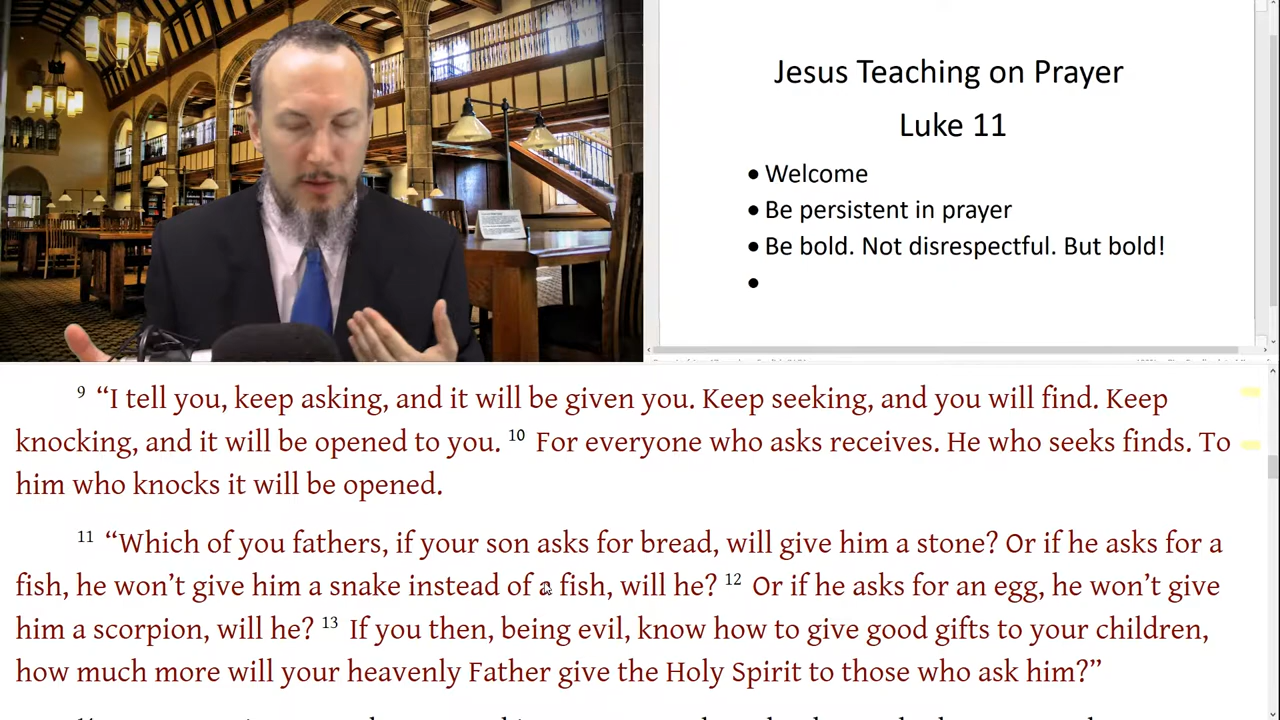 Jesus Teaching on Prayer
Luke 11
• Welcome
• Be persistent in prayer
• Be bold. Not disrespectful. But bold!
•
9 “I tell you, keep asking, and it will be given you. Keep seeking, and you will find. Keep
knocking, and it will be opened to you. 10 For everyone who asks receives. He who seeks finds. To
him who knocks it will be opened.
11 “Which of you fathers, if your son asks for bread, will give him a stone? Or if he asks for a
fish, he won’t give him a snake instead of a fish, will he? 12 Or if he asks for an egg, he won’t give
him a scorpion, will he? 13 If you then, being evil, know how to give good gifts to your children,
how much more will your heavenly Father give the Holy Spirit to those who ask him?”